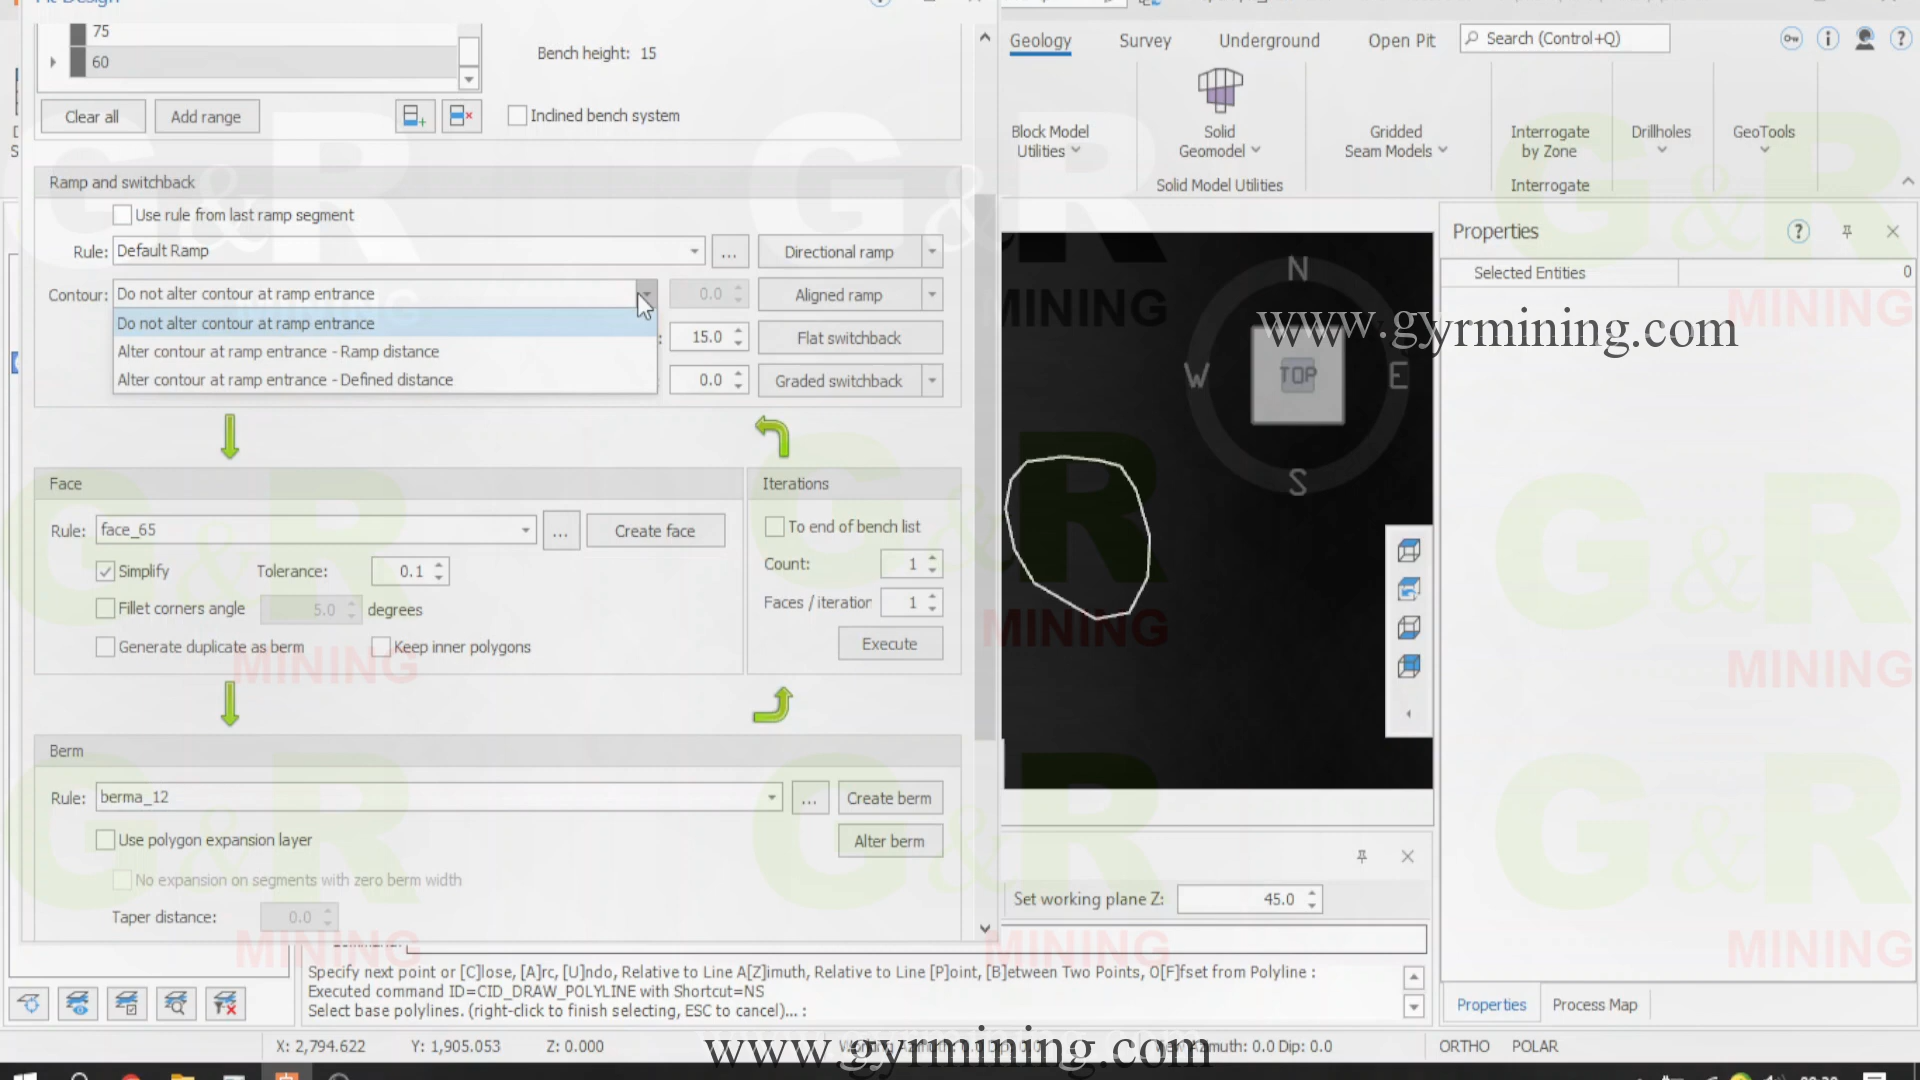 75
60
Bench height: 15
Clear all
Add range
Inclined bench system
Ramp and switchback
Use rule from last ramp segment
Rule: Default Ramp
...
Directional ramp
Contour: Do not alter contour at ramp entrance
0.0
Aligned ramp
Do not alter contour at ramp entrance
Alter contour at ramp entrance - Ramp distance
Alter contour at ramp entrance - Defined distance
: 15.0
Flat switchback
0.0
Graded switchback
Face
Rule: face_65
...
Create face
Simplify
Tolerance: 0.1
Fillet corners angle 5.0 degrees
Generate duplicate as berm
Keep inner polygons
Iterations
To end of bench list
Count: 1
Faces / iteration 1
Execute
Berm
Rule: berma_12
...
Create berm
Use polygon expansion layer
Alter berm
No expansion on segments with zero berm width
Taper distance: 0.0
Geology
Survey
Underground
Open Pit
Search (Control+Q)
Block Model
Utilities
Solid
Geomodel
Gridded
Seam Models
Interrogate
by Zone
Drillholes
GeoTools
Solid Model Utilities
Interrogate
N
W
TOP
E
S
Properties
Selected Entities 0
www.gyrmining.com
Set working plane Z: 45.0
Specify next point or [C]lose, [A]rc, [U]ndo, Relative to Line A[Z]imuth, Relative to Line [P]oint, [B]etween Two Points, O[F]fset from Polyline :
Executed command ID=CID_DRAW_POLYLINE with Shortcut=NS
Select base polylines. (right-click to finish selecting, ESC to cancel)... :
Properties
Process Map
X: 2,794.622
Y: 1,905.053
Z: 0.000
www.gyrmining.com
muth: 0.0 Dip: 0.0
ORTHO
POLAR
G&R
MINING